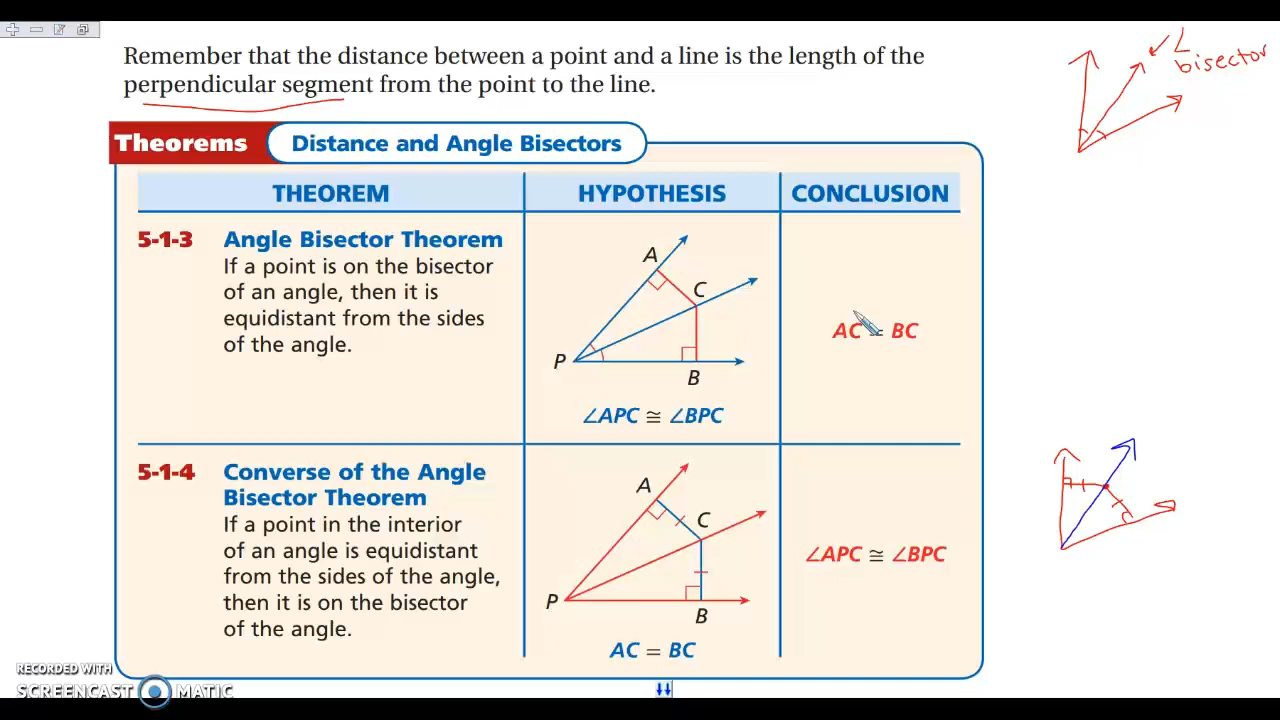 Remember that the distance between a point and a line is the length of the
perpendicular segment from the point to the line.
∠
bisector
Theorems Distance and Angle Bisectors
THEOREM HYPOTHESIS CONCLUSION
5-1-3 Angle Bisector Theorem
If a point is on the bisector
of an angle, then it is
equidistant from the sides
of the angle.
A
C
P
B
∠APC ≅ ∠BPC
AC = BC
5-1-4 Converse of the Angle
Bisector Theorem
If a point in the interior
of an angle is equidistant
from the sides of the angle,
then it is on the bisector
of the angle.
A
C
P
B
AC = BC
∠APC ≅ ∠BPC
RECORDED WITH
SCREENCAST MATIC